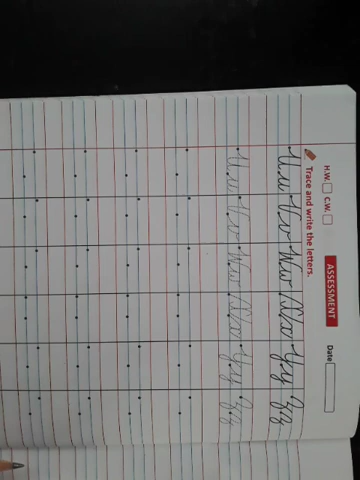 ASSESSMENT
H.W. C.W. Date
Trace and write the letters.
Uu Vv Ww Xx Yy Zz
Uu Vv Ww Xx Yy Zz